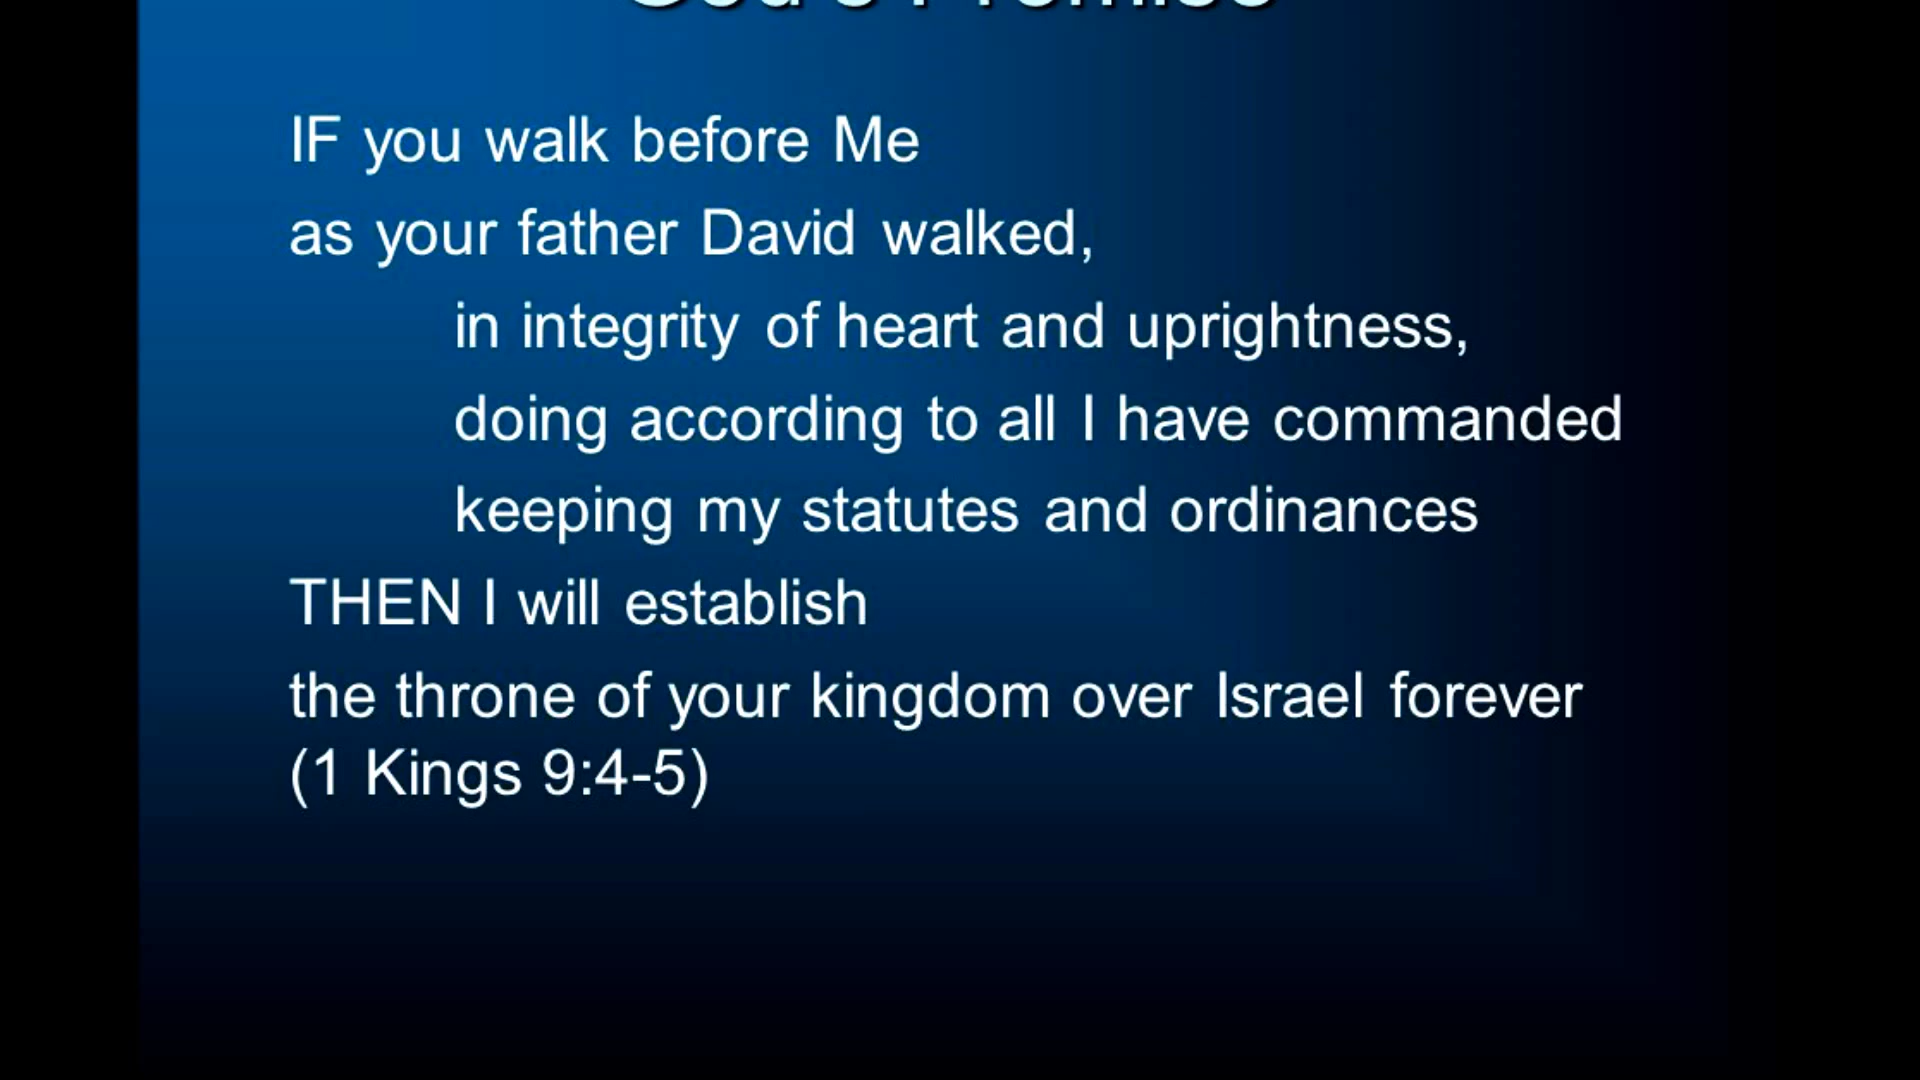 God's Promise
IF you walk before Me
as your father David walked,
in integrity of heart and uprightness,
doing according to all I have commanded
keeping my statutes and ordinances
THEN I will establish
the throne of your kingdom over Israel forever
(1 Kings 9:4-5)